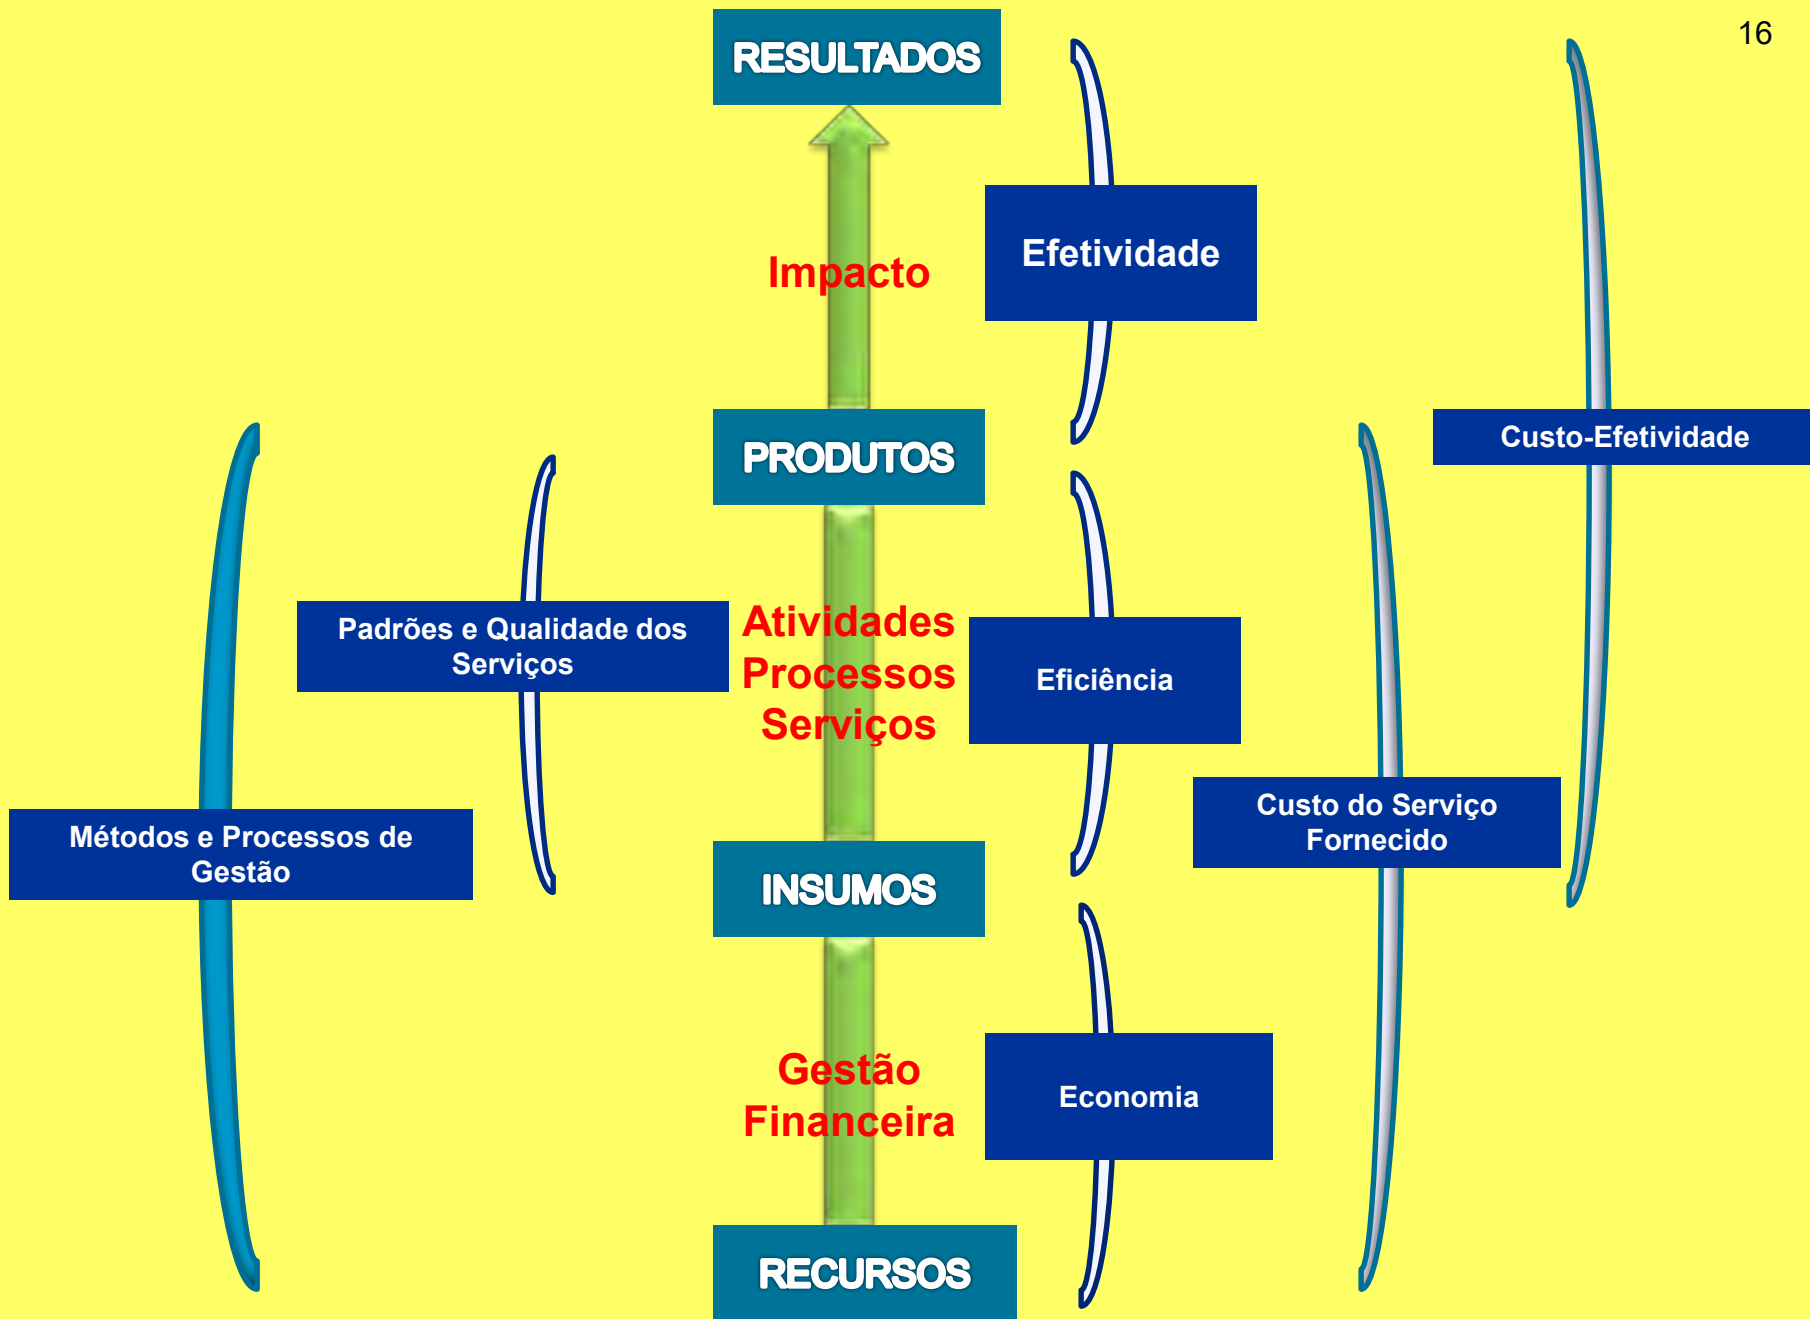 16
RESULTADOS
Impacto
Efetividade
PRODUTOS
Custo-Efetividade
Padrões e Qualidade dos
Serviços
Atividades
Processos
Serviços
Eficiência
Métodos e Processos de
Gestão
Custo do Serviço
Fornecido
INSUMOS
Gestão
Financeira
Economia
RECURSOS